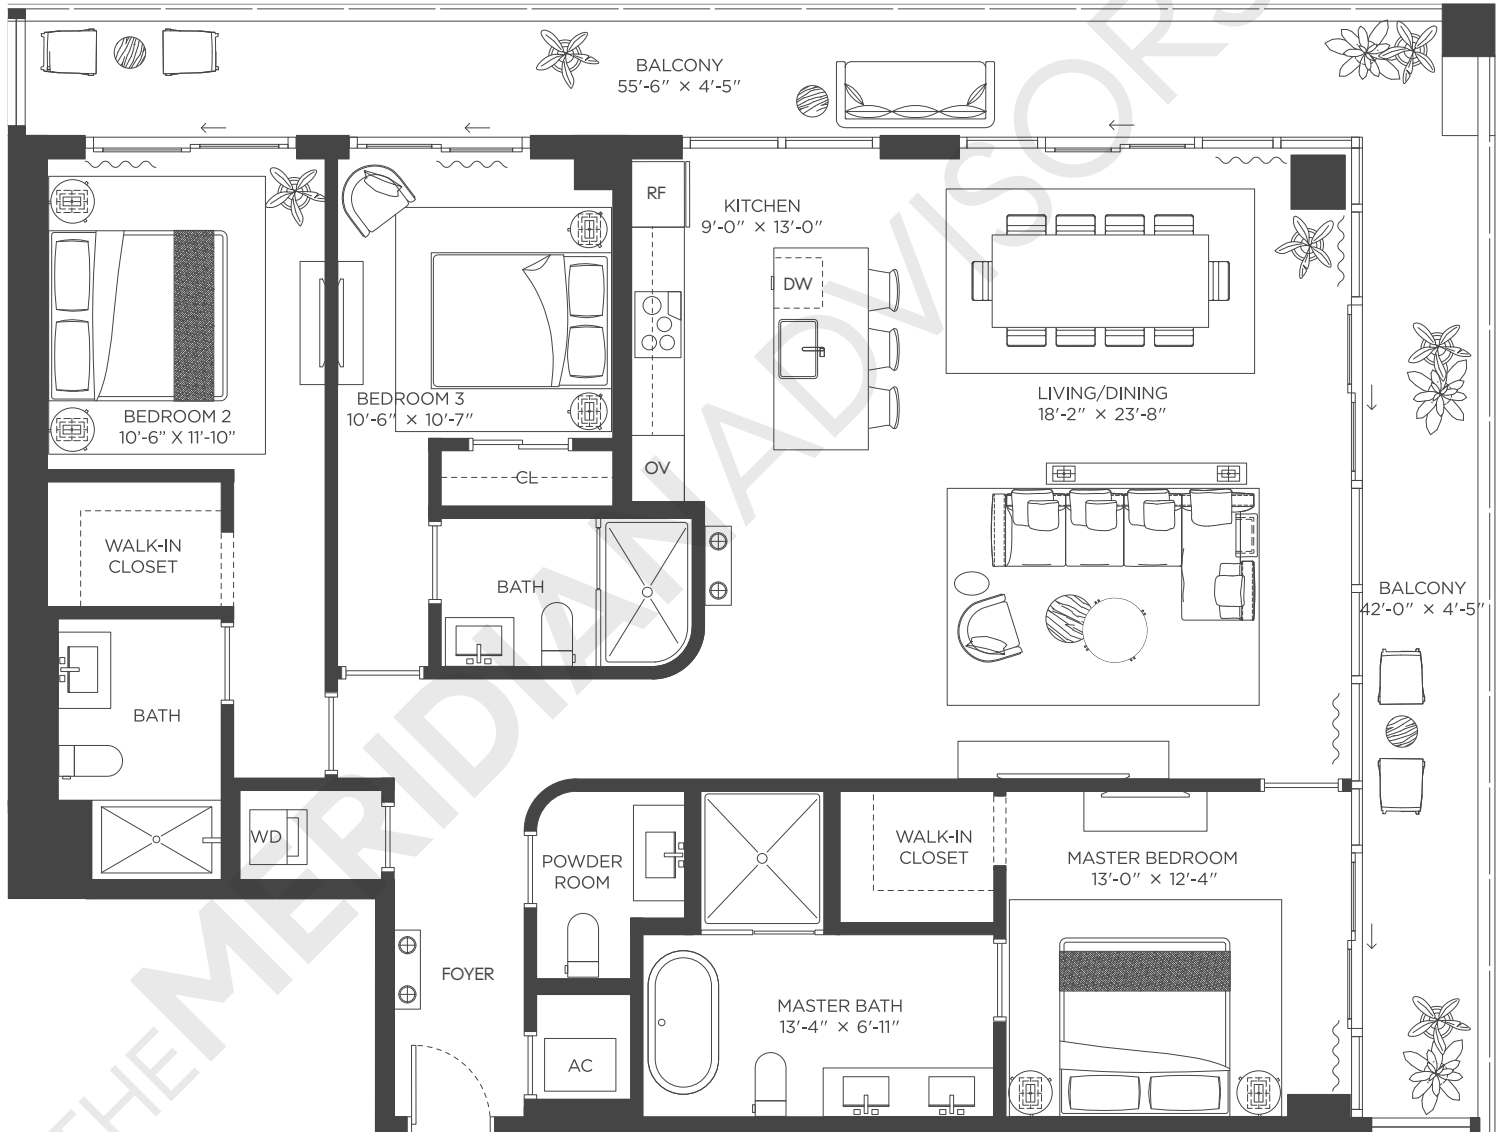 BALCONY
55'-6" × 4'-5"
RF
KITCHEN
9'-0" × 13'-0"
DW
BEDROOM 2
10'-6" X 11'-10"
BEDROOM 3
10'-6" × 10'-7"
LIVING/DINING
18'-2" × 23'-8"
OV
CL
WALK-IN
CLOSET
BATH
BALCONY
42'-0" × 4'-5"
BATH
WD
POWDER
ROOM
WALK-IN
CLOSET
MASTER BEDROOM
13'-0" × 12'-4"
FOYER
MASTER BATH
13'-4" × 6'-11"
AC
THEMERIDIANADVISORS